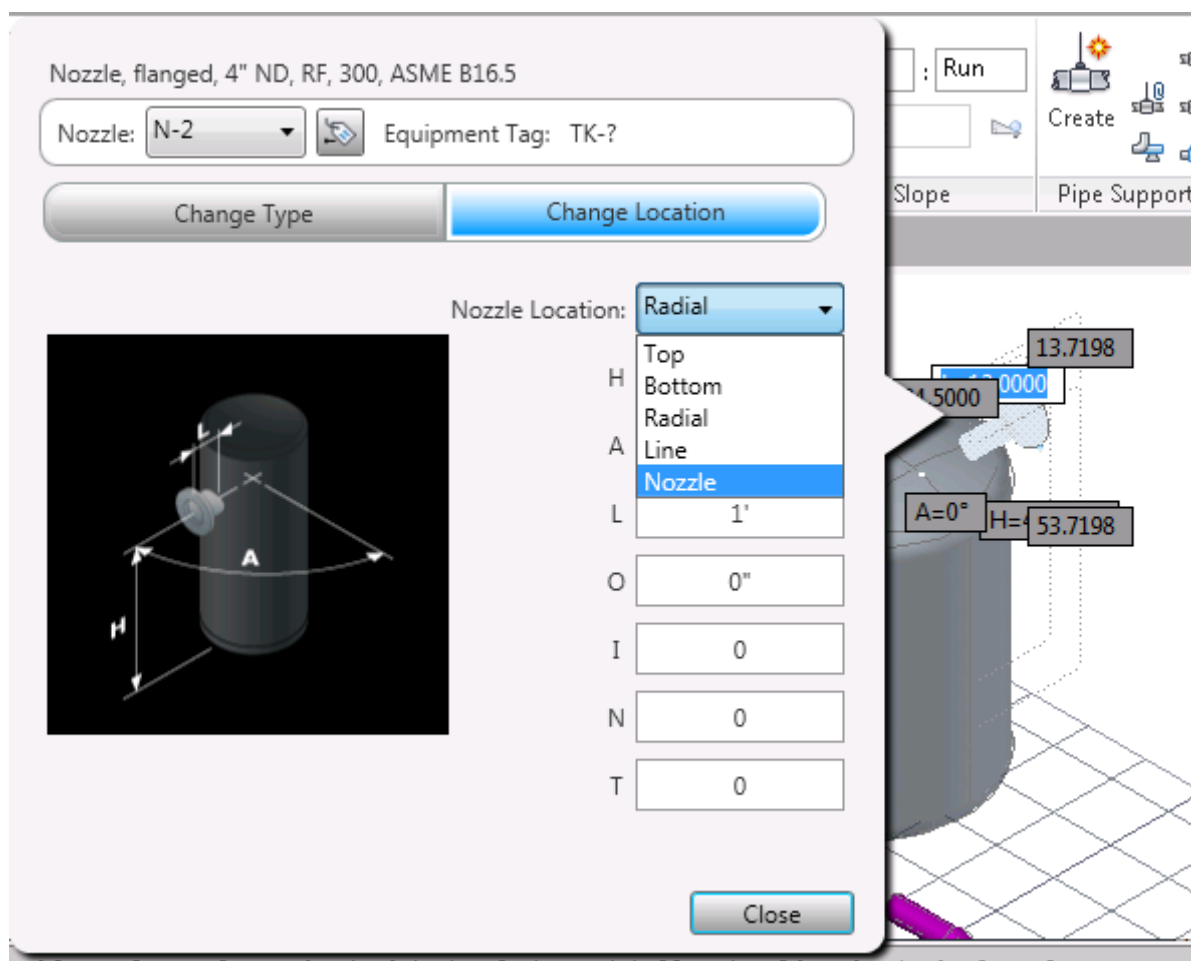 Nozzle, flanged, 4" ND, RF, 300, ASME B16.5
Nozzle: N-2 Equipment Tag: TK-?
Change Type Change Location
Nozzle Location: Radial
Top
Bottom
Radial
Line
Nozzle
H
A
L 1'
O 0"
I 0
N 0
T 0
Close
L
A
H
: Run
Create
Slope
Pipe Support
13.7198
0000
.5000
A=0°
H=
53.7198